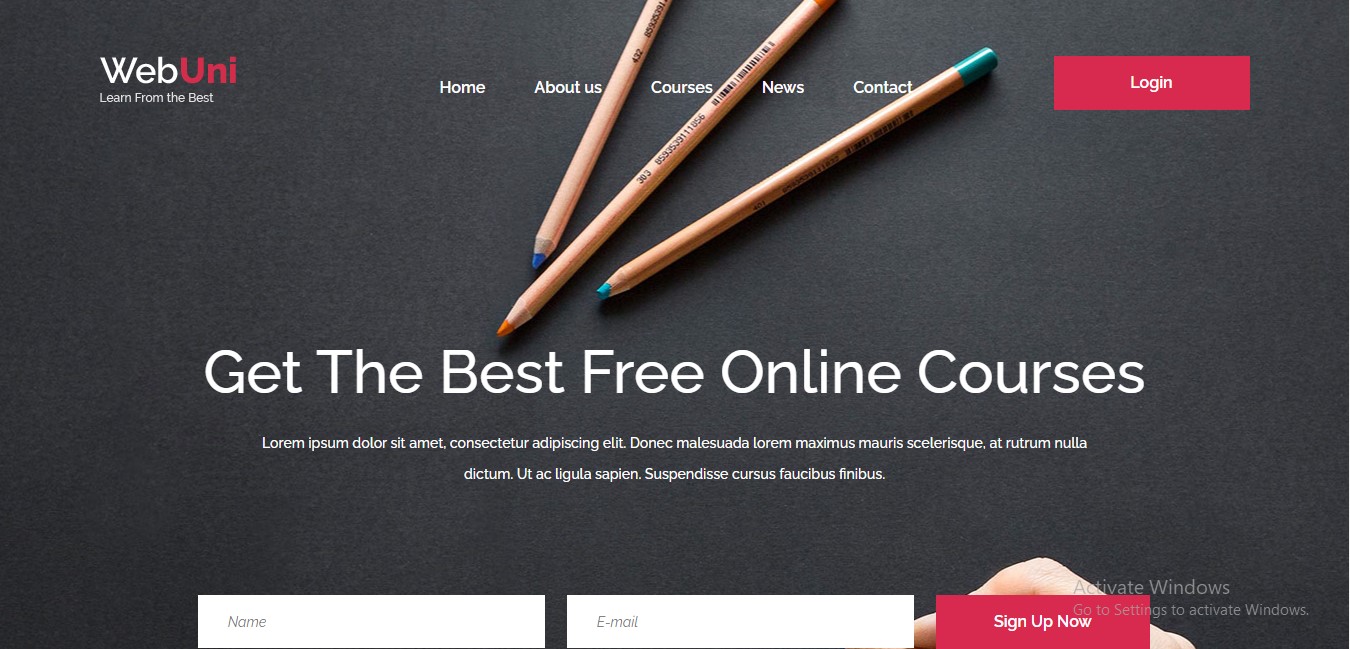 WebUni
Learn From the Best
Home
About us
Courses
News
Contact
Login
432
303 8593539111056
401
Get The Best Free Online Courses
Lorem ipsum dolor sit amet, consectetur adipiscing elit. Donec malesuada lorem maximus mauris scelerisque, at rutrum nulla
dictum. Ut ac ligula sapien. Suspendisse cursus faucibus finibus.
Name
E-mail
Sign Up Now
Activate Windows
Go to Settings to activate Windows.